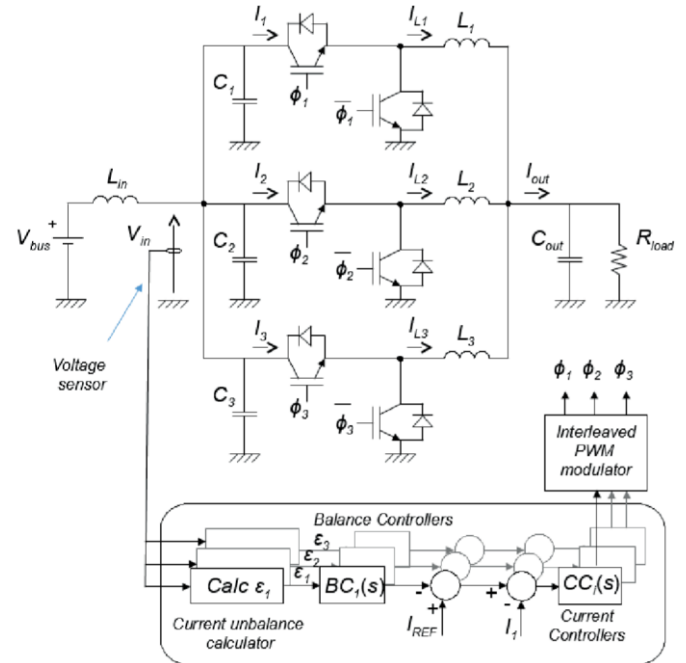 I1 IL1 L1
C1 ϕ1 ϕ̅1
Lin I2 IL2 L2 Iout
Vbus + Vin C2 ϕ2 ϕ̅2 Cout Rload
Voltage
sensor
I3 IL3 L3
C3 ϕ3 ϕ̅3
ϕ1 ϕ2 ϕ3
Interleaved
PWM
modulator
Balance Controllers
ε3
ε2
ε1
Calc ε1 BC1(s) - + + - CCi(s)
Current unbalance
calculator
IREF I1
Current
Controllers